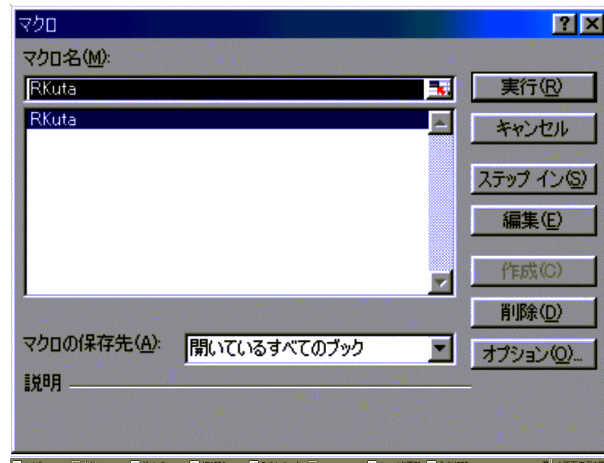 マクロ
マクロ名(M):
RKuta
RKuta
実行(R)
キャンセル
ステップ イン(S)
編集(E)
作成(C)
削除(D)
オプション(O)...
マクロの保存先(A):
開いているすべてのブック
説明